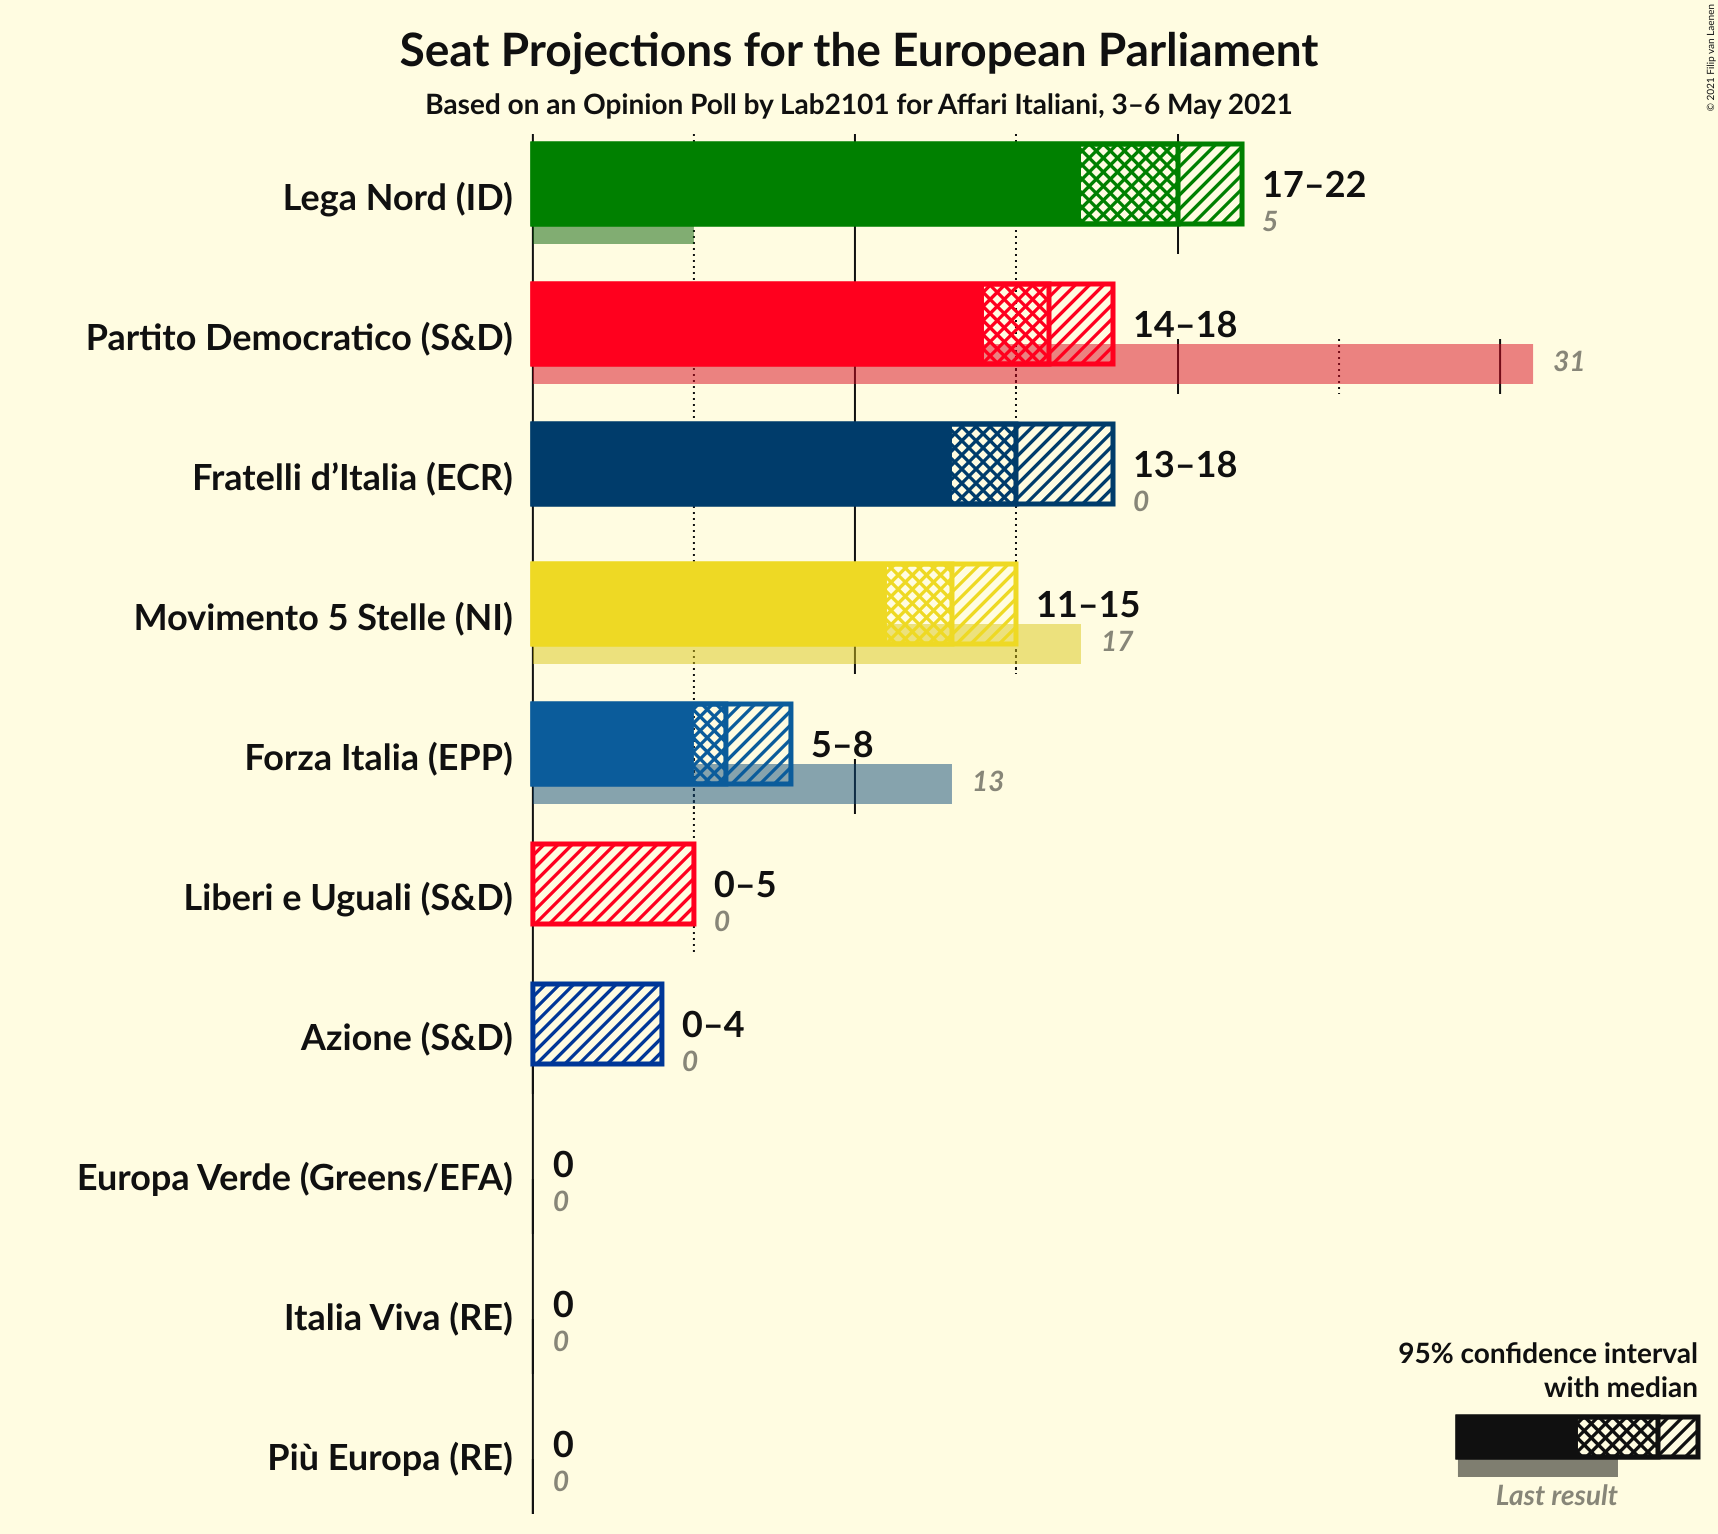 Seat Projections for the European Parliament
Based on an Opinion Poll by Lab2101 for Affari Italiani, 3–6 May 2021
© 2021 Filip van Laenen
Lega Nord (ID)
17–22
5
Partito Democratico (S&D)
14–18
31
Fratelli d’Italia (ECR)
13–18
0
Movimento 5 Stelle (NI)
11–15
17
Forza Italia (EPP)
5–8
13
Liberi e Uguali (S&D)
0–5
0
Azione (S&D)
0–4
0
Europa Verde (Greens/EFA)
0
0
Italia Viva (RE)
0
0
Più Europa (RE)
0
0
95% confidence interval
with median
Last result